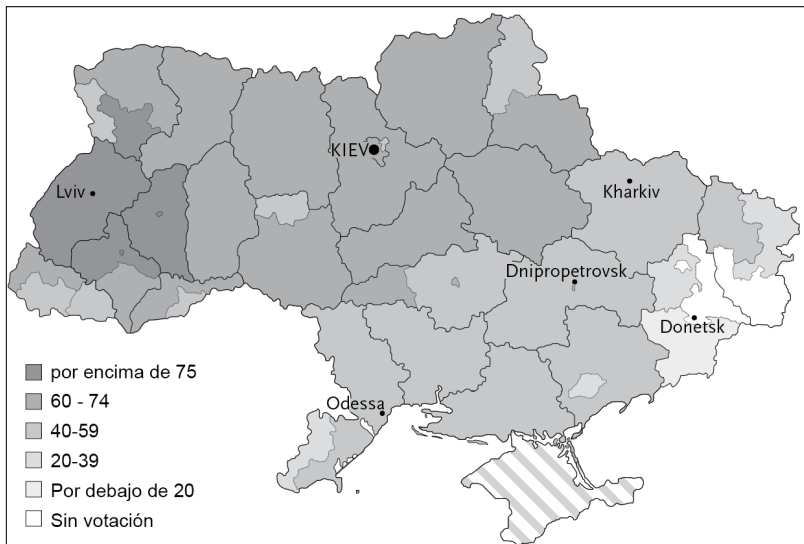 KIEV
Lviv
Kharkiv
Dnipropetrovsk
Donetsk
Odessa
por encima de 75
60 - 74
40-59
20-39
Por debajo de 20
Sin votación